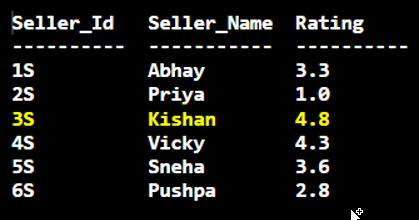 Seller_Id Seller_Name Rating
---------- ----------- ----------
1S Abhay 3.3
2S Priya 1.0
3S Kishan 4.8
4S Vicky 4.3
5S Sneha 3.6
6S Pushpa 2.8